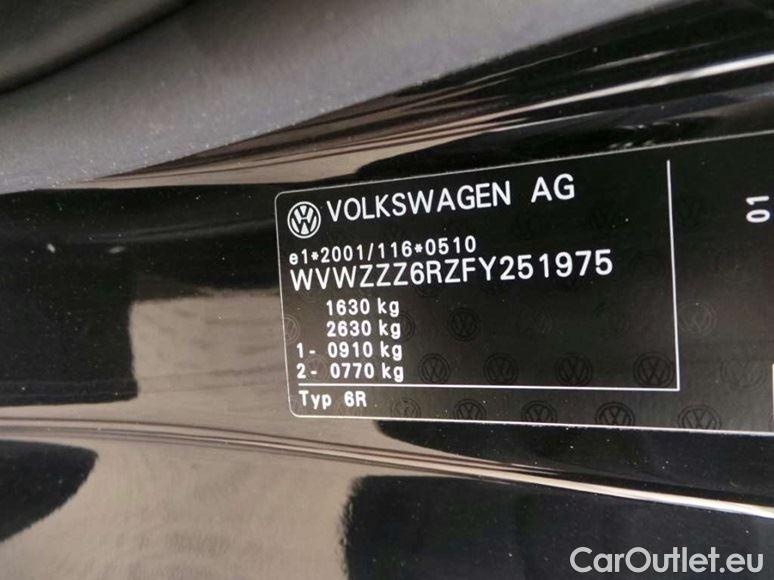 VOLKSWAGEN AG
e1*2001/116*0510
WVWZZZ6RZFY251975
1630 kg
2630 kg
1- 0910 kg
2- 0770 kg
Typ 6R
01
CarOutlet.eu